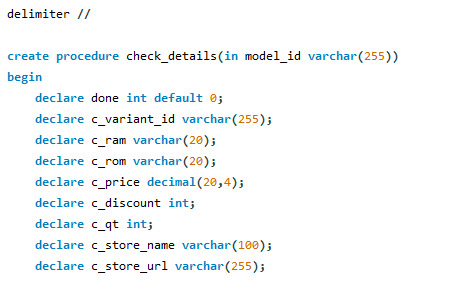 delimiter //
create procedure check_details(in model_id varchar(255))
begin
declare done int default 0;
declare c_variant_id varchar(255);
declare c_ram varchar(20);
declare c_rom varchar(20);
declare c_price decimal(20,4);
declare c_discount int;
declare c_qt int;
declare c_store_name varchar(100);
declare c_store_url varchar(255);